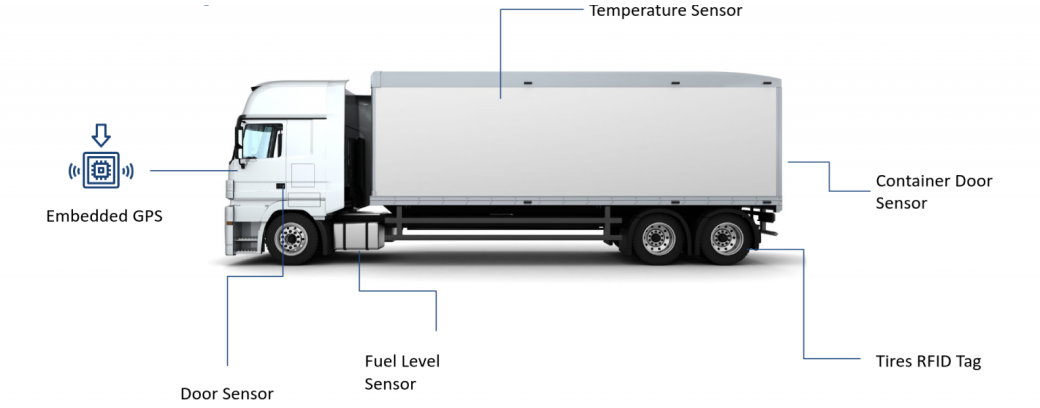 Temperature Sensor
Container Door
Sensor
Embedded GPS
Fuel Level
Sensor
Tires RFID Tag
Door Sensor